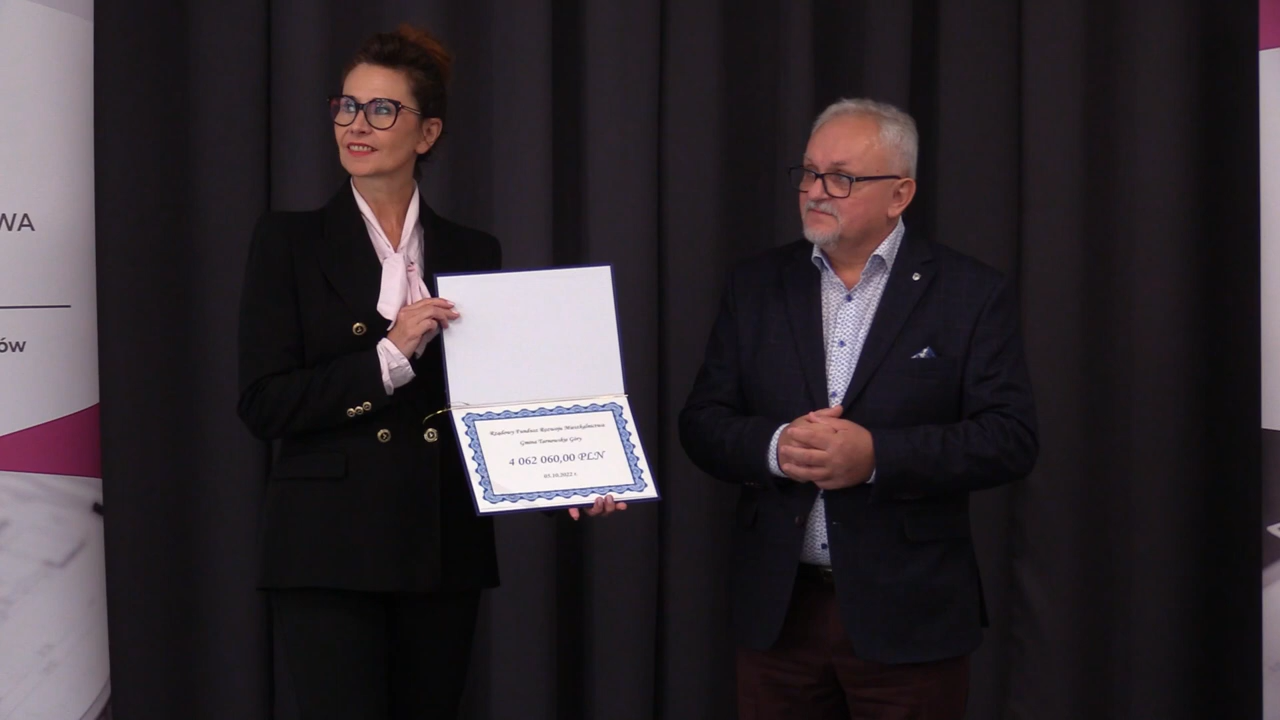 WA
ów
Rządowy Fundusz Rozwoju Mieszkalnictwa
Gmina Tarnowskie Góry
4 062 060,00 PLN
05.10.2022 r.